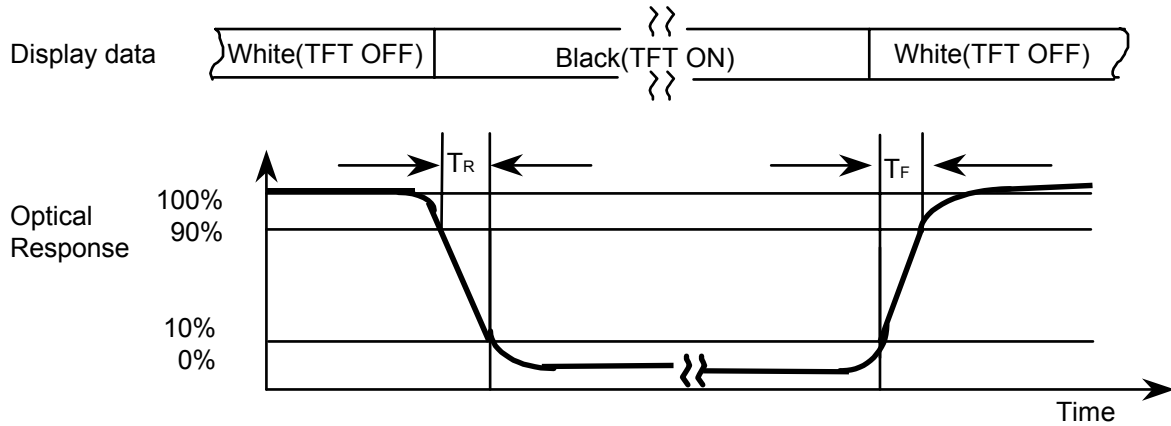 Display data
White(TFT OFF)
Black(TFT ON)
White(TFT OFF)
TR
TF
Optical
Response
100%
90%
10%
0%
Time